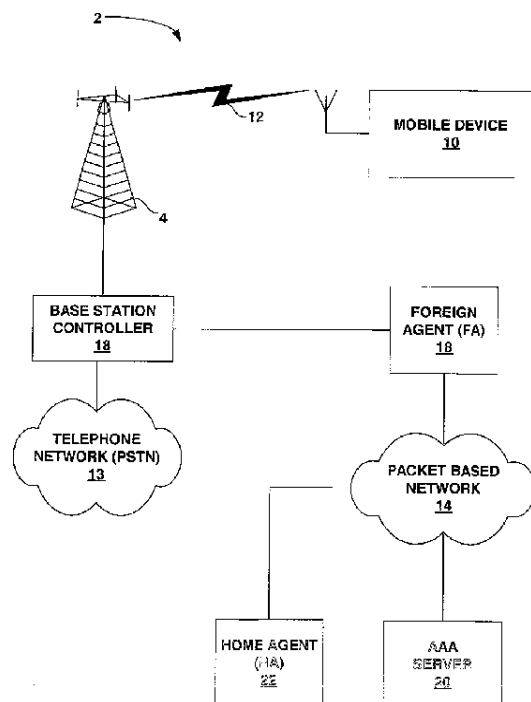 2
12
MOBILE DEVICE
10
4
BASE STATION
CONTROLLER
18
FOREIGN
AGENT (FA)
18
TELEPHONE
NETWORK (PSTN)
13
PACKET BASED
NETWORK
14
HOME AGENT
(HA)
22
AAA
SERVER
20